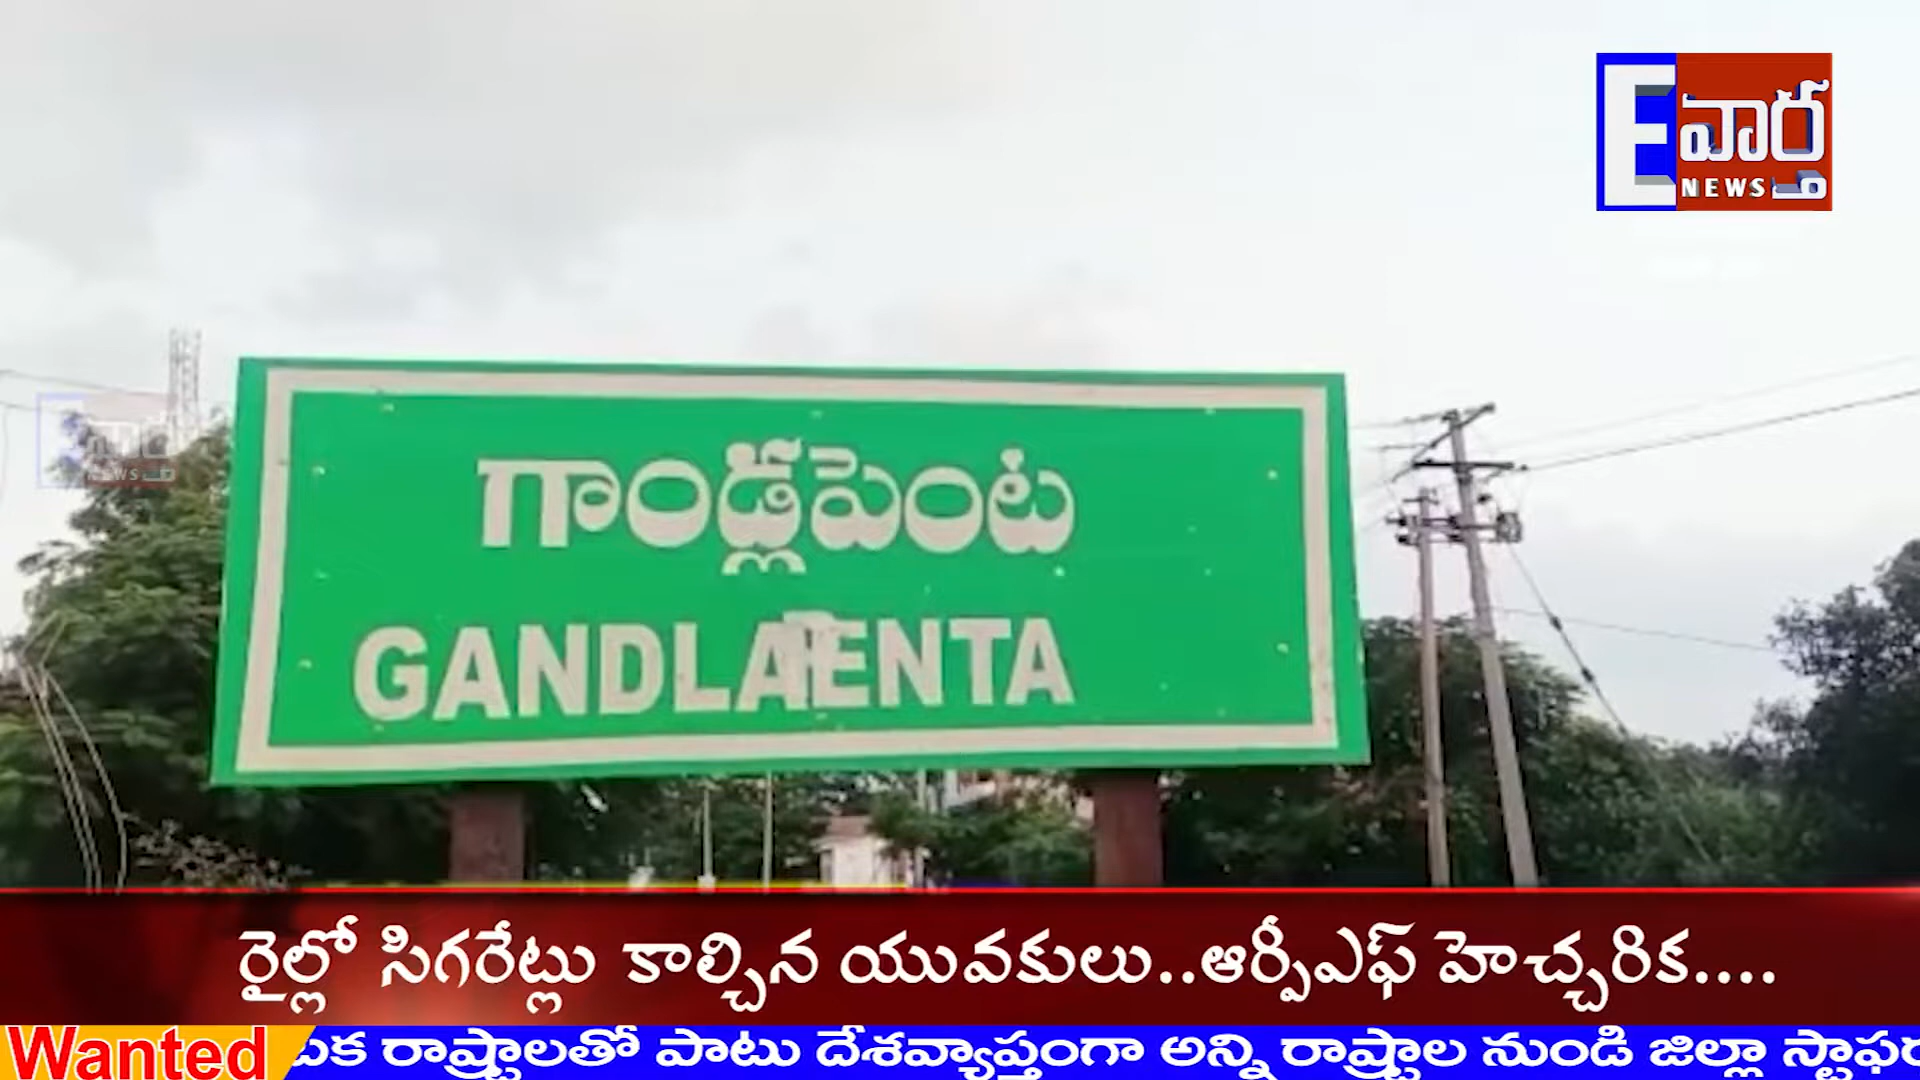 E వార్త
NEWS
గాండ్లపెంట
GANDLAPENTA
రైల్లో సిగరేట్లు కాల్చిన యువకులు..ఆర్పీఎఫ్ హెచ్చరిక....
Wanted రాష్ట్రాలతో పాటు దేశవ్యాప్తంగా అన్ని రాష్ట్రాల నుండి జిల్లా